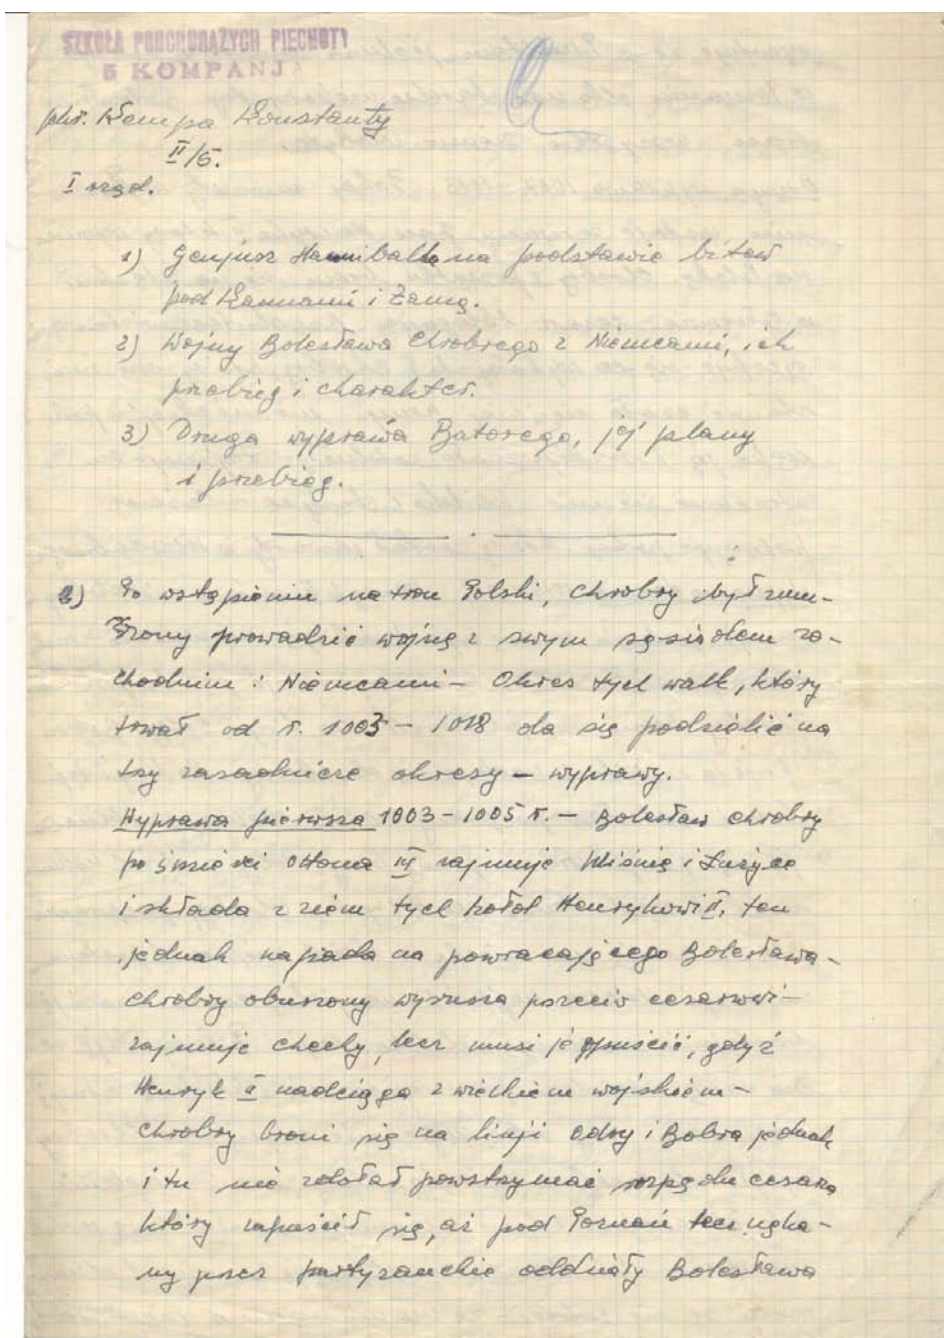 SZKOŁA PODCHORĄŻYCH PIECHOTY
5 KOMPANJA
pchr. Kempa Konstanty
II/5.
I rząd.
1) Genjusz Hannibala na podstawie bitew
pod Kannami i Zamą.
2) Wojny Bolesława Chrobrego z Niemcami, ich
przebieg i charakter.
3) Druga wyprawa Batorego, jej plany
i przebieg.
2) Po wstąpieniu na tron Polski, Chrobry był zmu-
szony prowadzić wojnę z swym sąsiadem za-
chodnim: Niemcami – Okres tych walk, który
trwał od r. 1003 – 1018 da się podzielić na
trzy zasadnicze okresy – wyprawy.
Wyprawa pierwsza 1003 – 1005 r. – Bolesław Chrobry
po śmierci Ottona III zajmuje Miśnię i Łużyce
i składa z ziem tych hołd Henrykowi II, ten
jednak napada na powracającego Bolesława –
Chrobry oburzony wyrusza przeciw cesarzowi –
zajmuje Czechy, lecz musi je opuścić, gdyż
Henryk II nadciąga z wielkiem wojskiem –
Chrobry broni się na linji Odry i Bobra jednak
i tu nie zdołał powstrzymać rozpędu cesarza
który zapuścił się, aż pod Poznań lecz nęka-
ny przez partyzanckie oddziały Bolesława